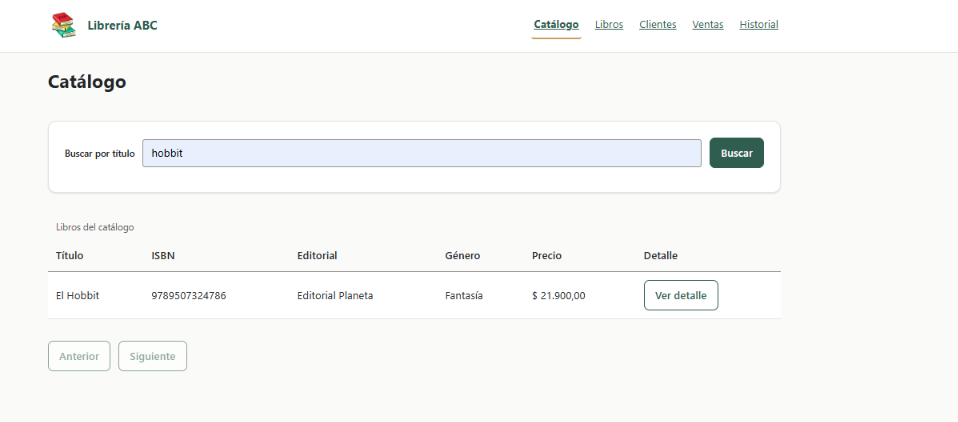 Librería ABC
Catálogo Libros Clientes Ventas Historial
Catálogo
Buscar por título hobbit Buscar
Libros del catálogo
Título ISBN Editorial Género Precio Detalle
El Hobbit 9789507324786 Editorial Planeta Fantasía $ 21.900,00 Ver detalle
Anterior Siguiente